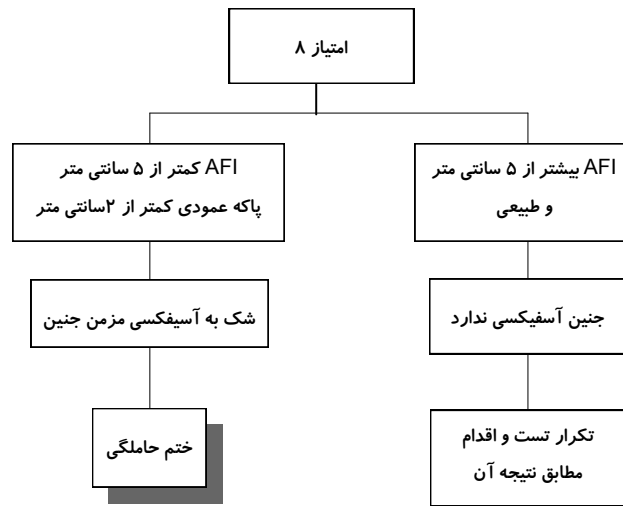 امتیاز ۸
AFI بیشتر از ۵ سانتی متر
و طبیعی
AFI کمتر از ۵ سانتی متر
پاکه عمودی کمتر از ۲سانتی متر
جنین آسفیکسی ندارد
شک به آسیفکسی مزمن جنین
تکرار تست و اقدام
مطابق نتیجه آن
ختم حاملگی